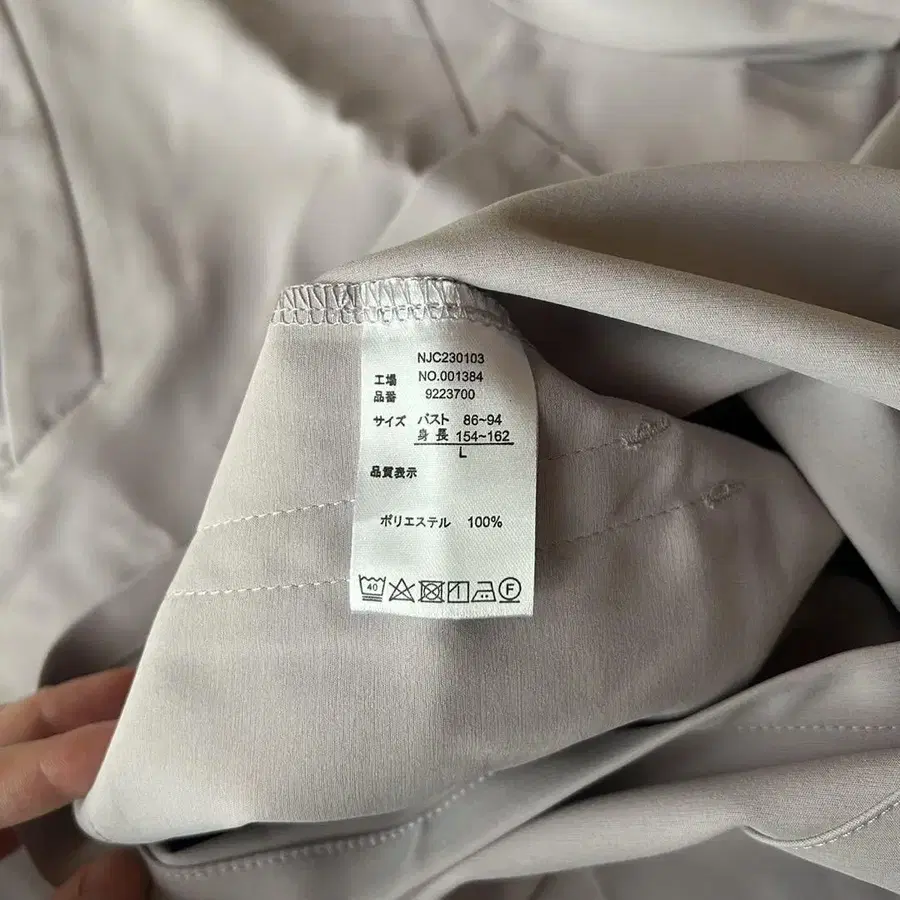 NJC230103
工場 NO.001384
品番 9223700
サイズ バスト 86~94
身長 154~162
L
品質表示
ポリエステル 100%
40 F